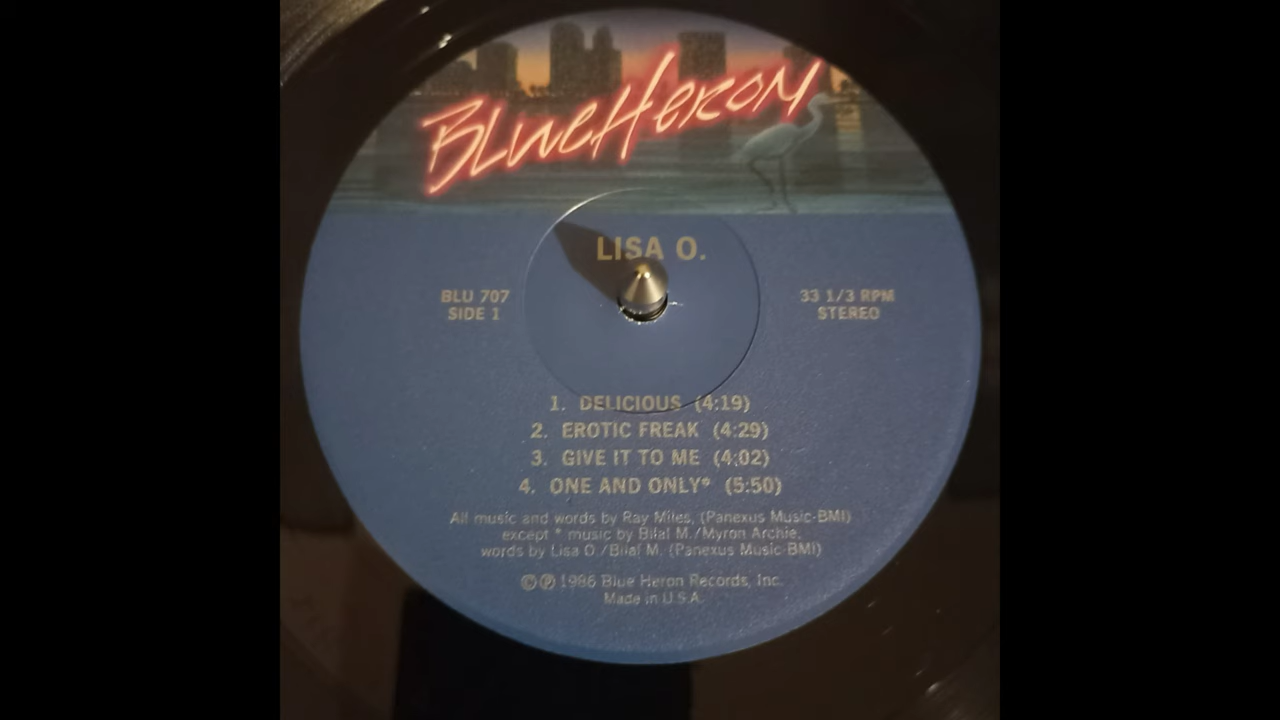 BLueHeron
LISA O.
BLU 707
SIDE 1
33 1/3 RPM
STEREO
1. DELICIOUS (4:19)
2. EROTIC FREAK (4:29)
3. GIVE IT TO ME (4:02)
4. ONE AND ONLY* (5:50)
All music and words by Ray Miles, (Panexus Music-BMI)
except * music by Bilal M./Myron Archie,
words by Lisa O./Bilal M. (Panexus Music-BMI)
©℗ 1986 Blue Heron Records, Inc.
Made in U.S.A.